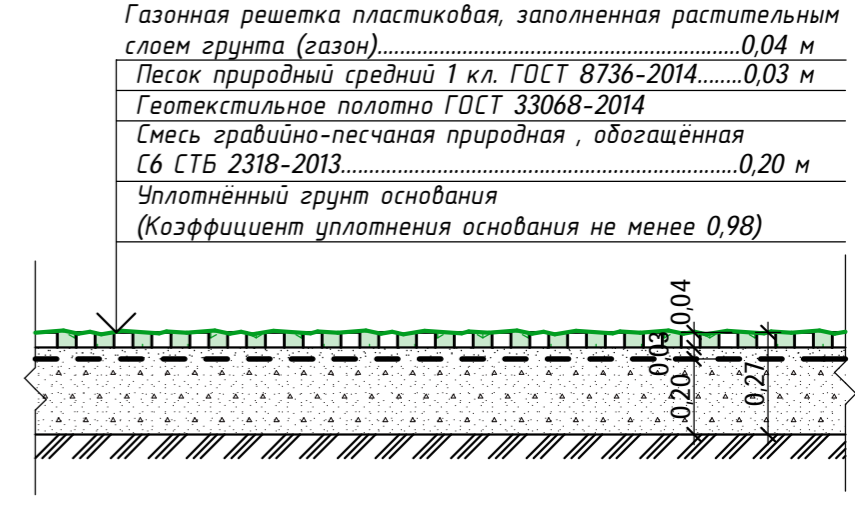 Газонная решетка пластиковая, заполненная растительным
слоем грунта (газон)..........................................................0,04 м
Песок природный средний 1 кл. ГОСТ 8736-2014........0,03 м
Геотекстильное полотно ГОСТ 33068-2014
Смесь гравийно-песчаная природная , обогащённая
С6 СТБ 2318-2013................................................................0,20 м
Уплотнённый грунт основания
(Коэффициент уплотнения основания не менее 0,98)
0,04
0,03
0,20
0,27